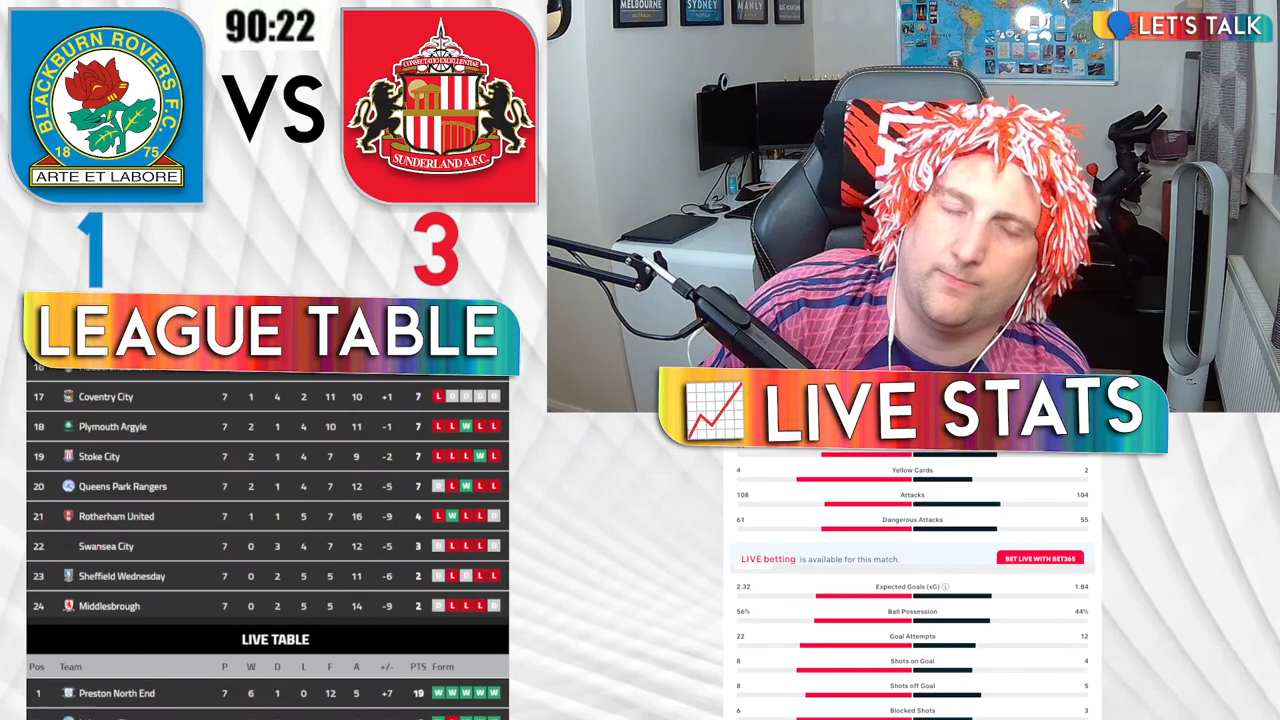 BLACKBURN ROVERS F.C.
18 75
ARTE ET LABORE
90:22
VS
CONSECTATIO EXCELLENTIAE
SUNDERLAND A.F.C.
1
3
MELBOURNE
SYDNEY
MANLY
BLUE MOUNTAINS
LET'S TALK
LEAGUE TABLE
17 Coventry City 7 1 4 2 11 10 +1 7 L D D D D
18 Plymouth Argyle 7 2 1 4 10 11 -1 7 L L W L L
19 Stoke City 7 2 1 4 7 9 -2 7 L L L W L
20 Queens Park Rangers 7 2 1 4 7 12 -5 7 D L W L L
21 Rotherham United 7 1 1 5 7 16 -9 4 L W L L D
22 Swansea City 7 0 3 4 7 12 -5 3 D L L L D
23 Sheffield Wednesday 7 0 2 5 5 11 -6 2 D L D L L
24 Middlesbrough 7 0 2 5 5 14 -9 2 D L L L D
LIVE TABLE
Pos Team P W D L F A +/- PTS Form
1 Preston North End 7 6 1 0 12 5 +7 19 W W W W W
LIVE STATS
4 Yellow Cards 2
108 Attacks 104
61 Dangerous Attacks 55
LIVE betting is available for this match. BET LIVE WITH BET365
2.32 Expected Goals (xG) 1.84
56% Ball Possession 44%
22 Goal Attempts 12
8 Shots on Goal 4
8 Shots off Goal 5
6 Blocked Shots 3